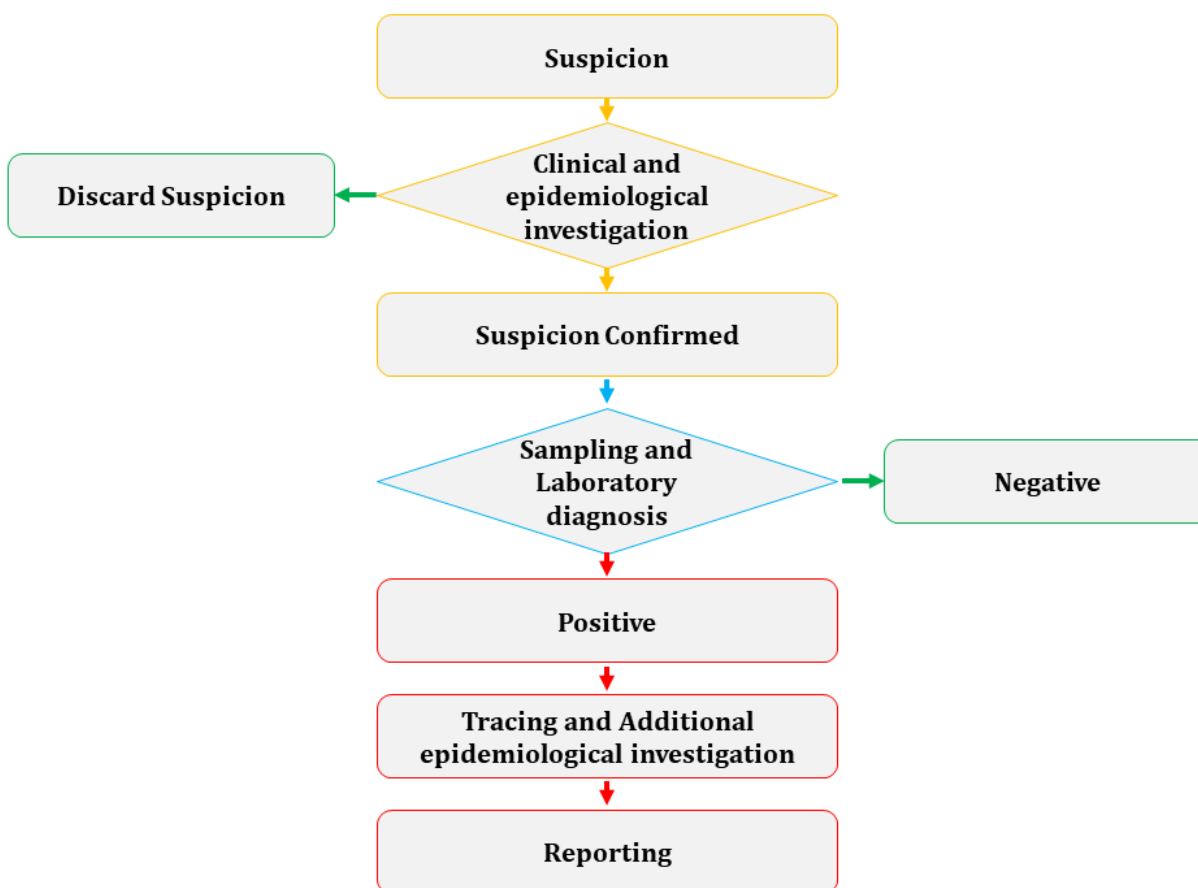 Suspicion
Clinical and
epidemiological
investigation
Discard Suspicion
Suspicion Confirmed
Sampling and
Laboratory
diagnosis
Negative
Positive
Tracing and Additional
epidemiological investigation
Reporting